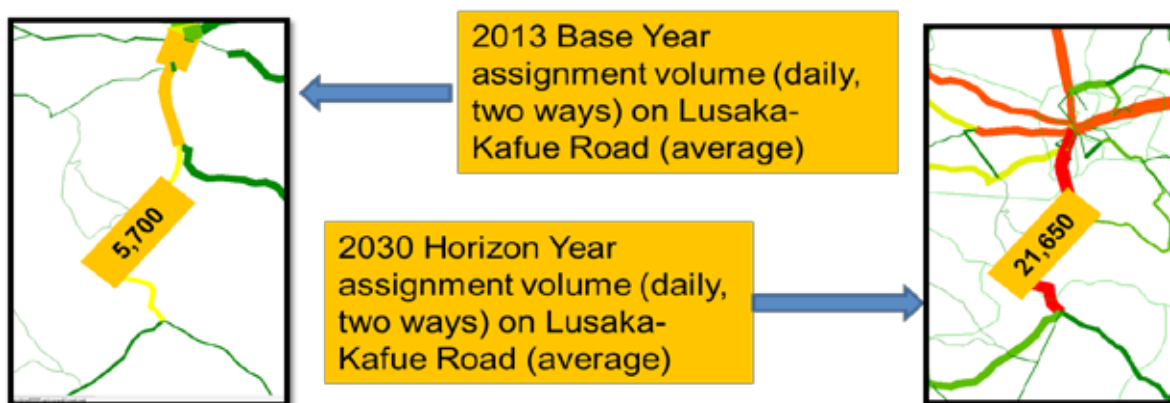 2013 Base Year
assignment volume (daily,
two ways) on Lusaka-
Kafue Road (average)
5,700
2030 Horizon Year
assignment volume (daily,
two ways) on Lusaka-
Kafue Road (average)
21,650